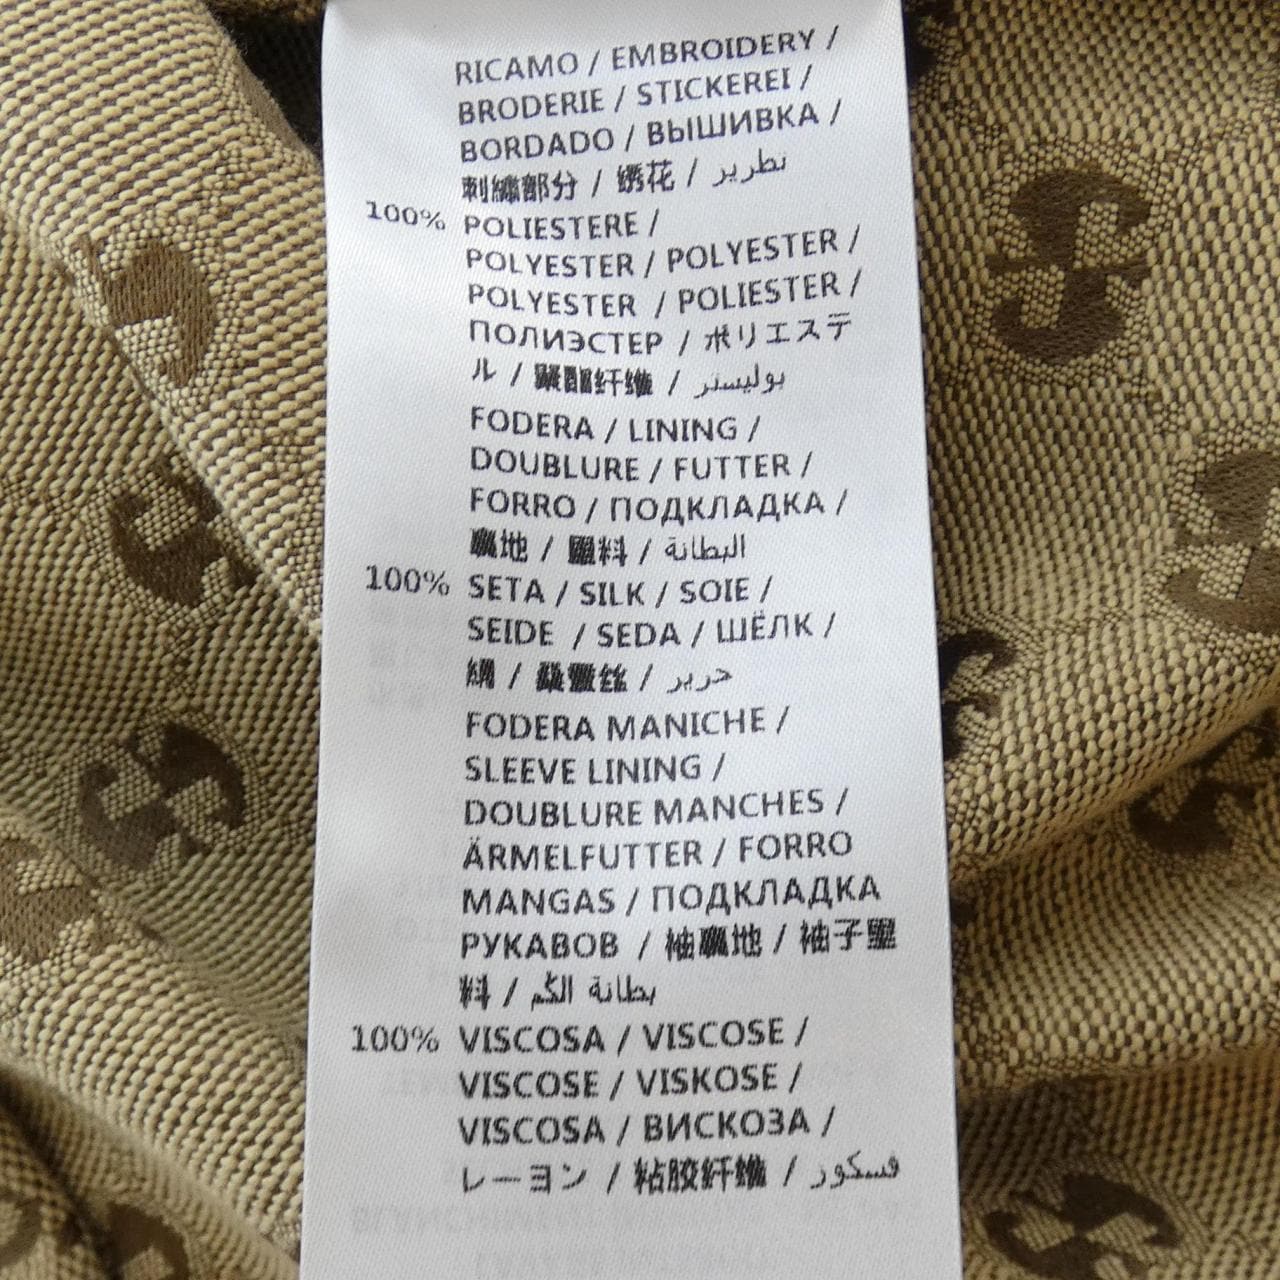 RICAMO / EMBROIDERY /
BRODERIE / STICKEREI /
BORDADO / ВЫШИВКА /
刺繍部分 / 绣花 / تطريز
100% POLIESTERE /
POLYESTER / POLYESTER /
POLYESTER / POLIESTER /
ПОЛИЭСТЕР / ポリエステ
ル / 聚酯纤维 / بوليستر
FODERA / LINING /
DOUBLURE / FUTTER /
FORRO / ПОДКЛАДКА /
裏地 / 里料 / البطانة
100% SETA / SILK / SOIE /
SEIDE / SEDA / ШЁЛК /
絹 / 桑蚕丝 / حرير
FODERA MANICHE /
SLEEVE LINING /
DOUBLURE MANCHES /
ÄRMELFUTTER / FORRO
MANGAS / ПОДКЛАДКА
РУКАВОВ / 袖裏地 / 袖子里
料 / بطانة الكم
100% VISCOSA / VISCOSE /
VISCOSE / VISKOSE /
VISCOSA / ВИСКОЗА /
レーヨン / 粘胶纤维 / فسكوز